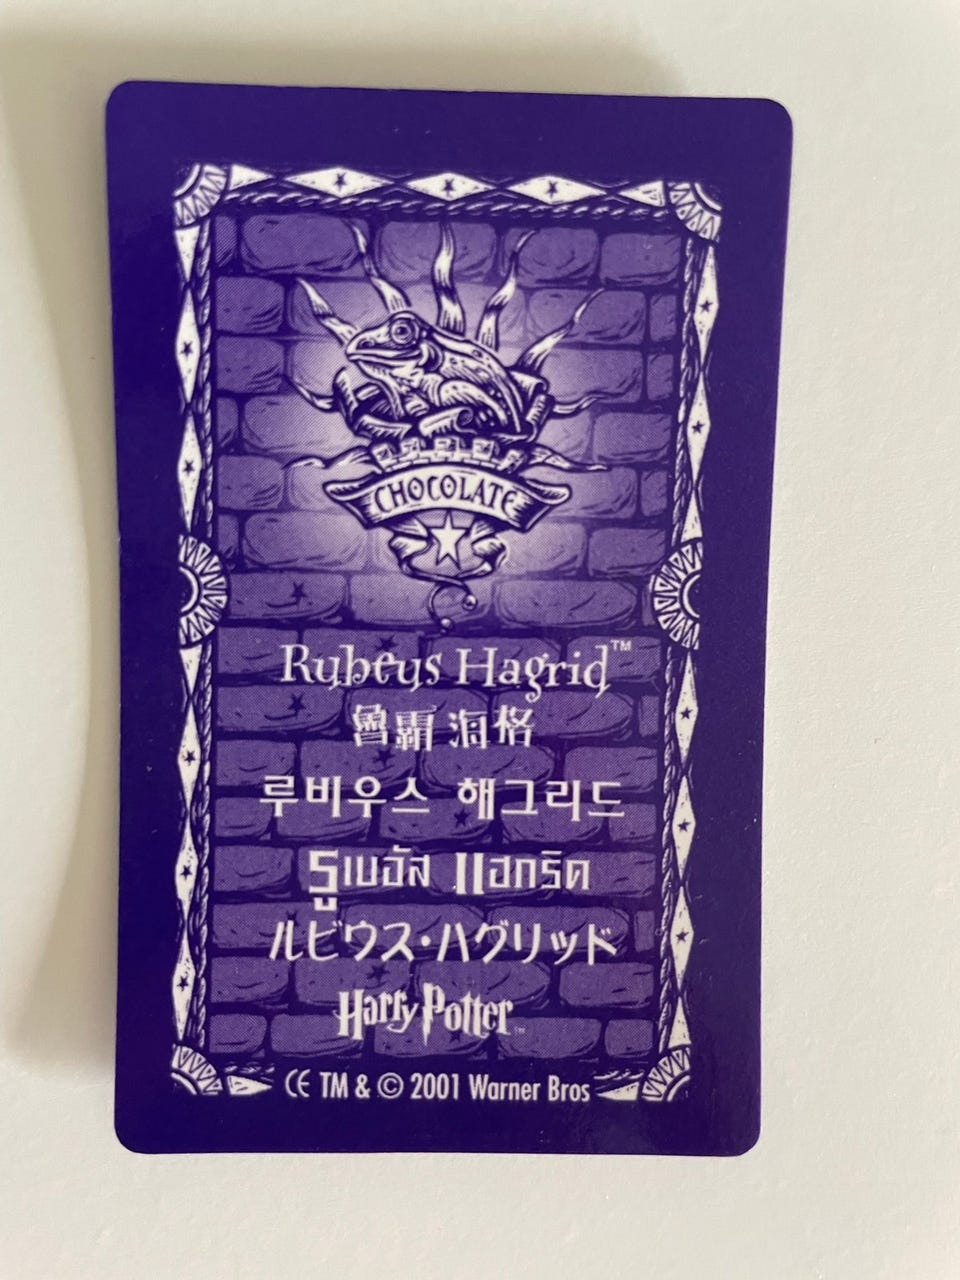 CHOCOLATE
Rubeus Hagrid™
魯霸 海格
루비우스 해그리드
รูเบอัส แฮกริด
ルビウス・ハグリッド
Harry Potter™
CE TM & © 2001 Warner Bros